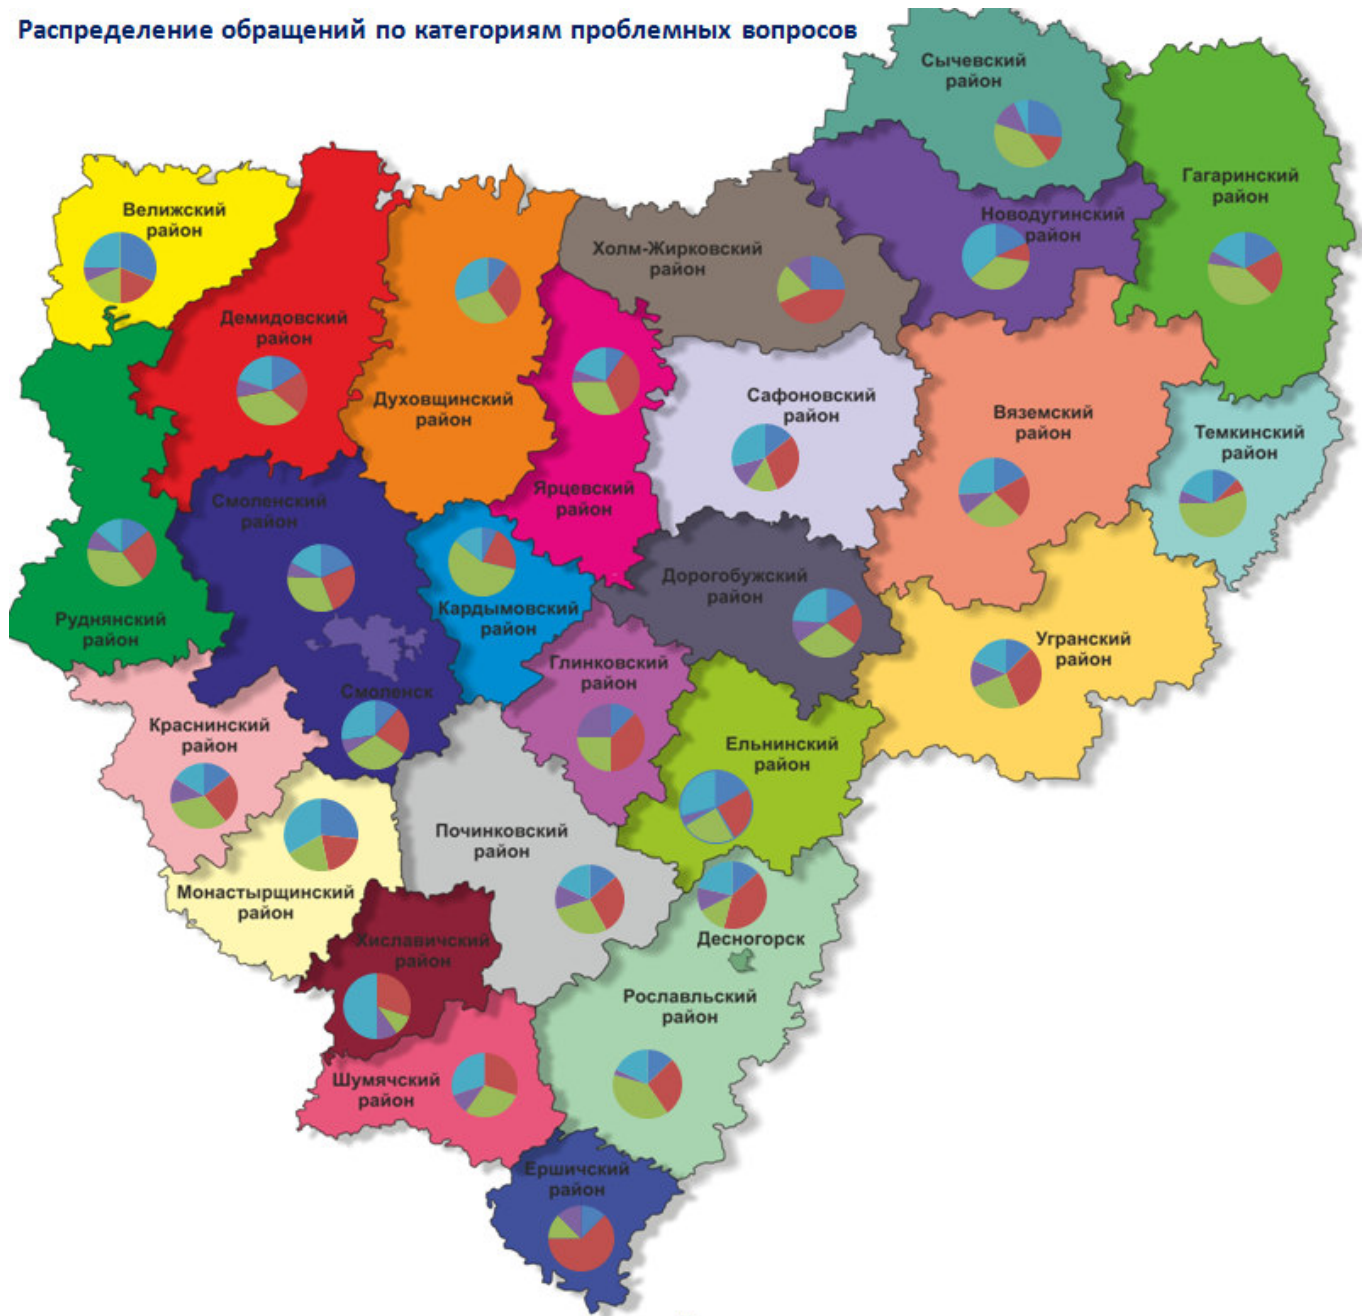 Распределение обращений по категориям проблемных вопросов
Сычевский
район
Гагаринский
район
Велижский
район
Новодугинский
район
Холм-Жирковский
район
Демидовский
район
Духовщинский
район
Сафоновский
район
Вяземский
район
Темкинский
район
Ярцевский
район
Смоленский
район
Дорогобужский
район
Кардымовский
район
Руднянский
район
Угранский
район
Глинковский
район
Смоленск
Краснинский
район
Ельнинский
район
Починковский
район
Монастырщинский
район
Десногорск
Хиславичский
район
Рославльский
район
Шумячский
район
Ершичский
район